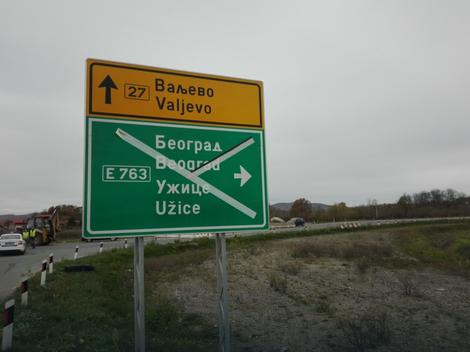 27
Ваљево
Valjevo
Београд
Beograd
E 763
Ужице
Užice